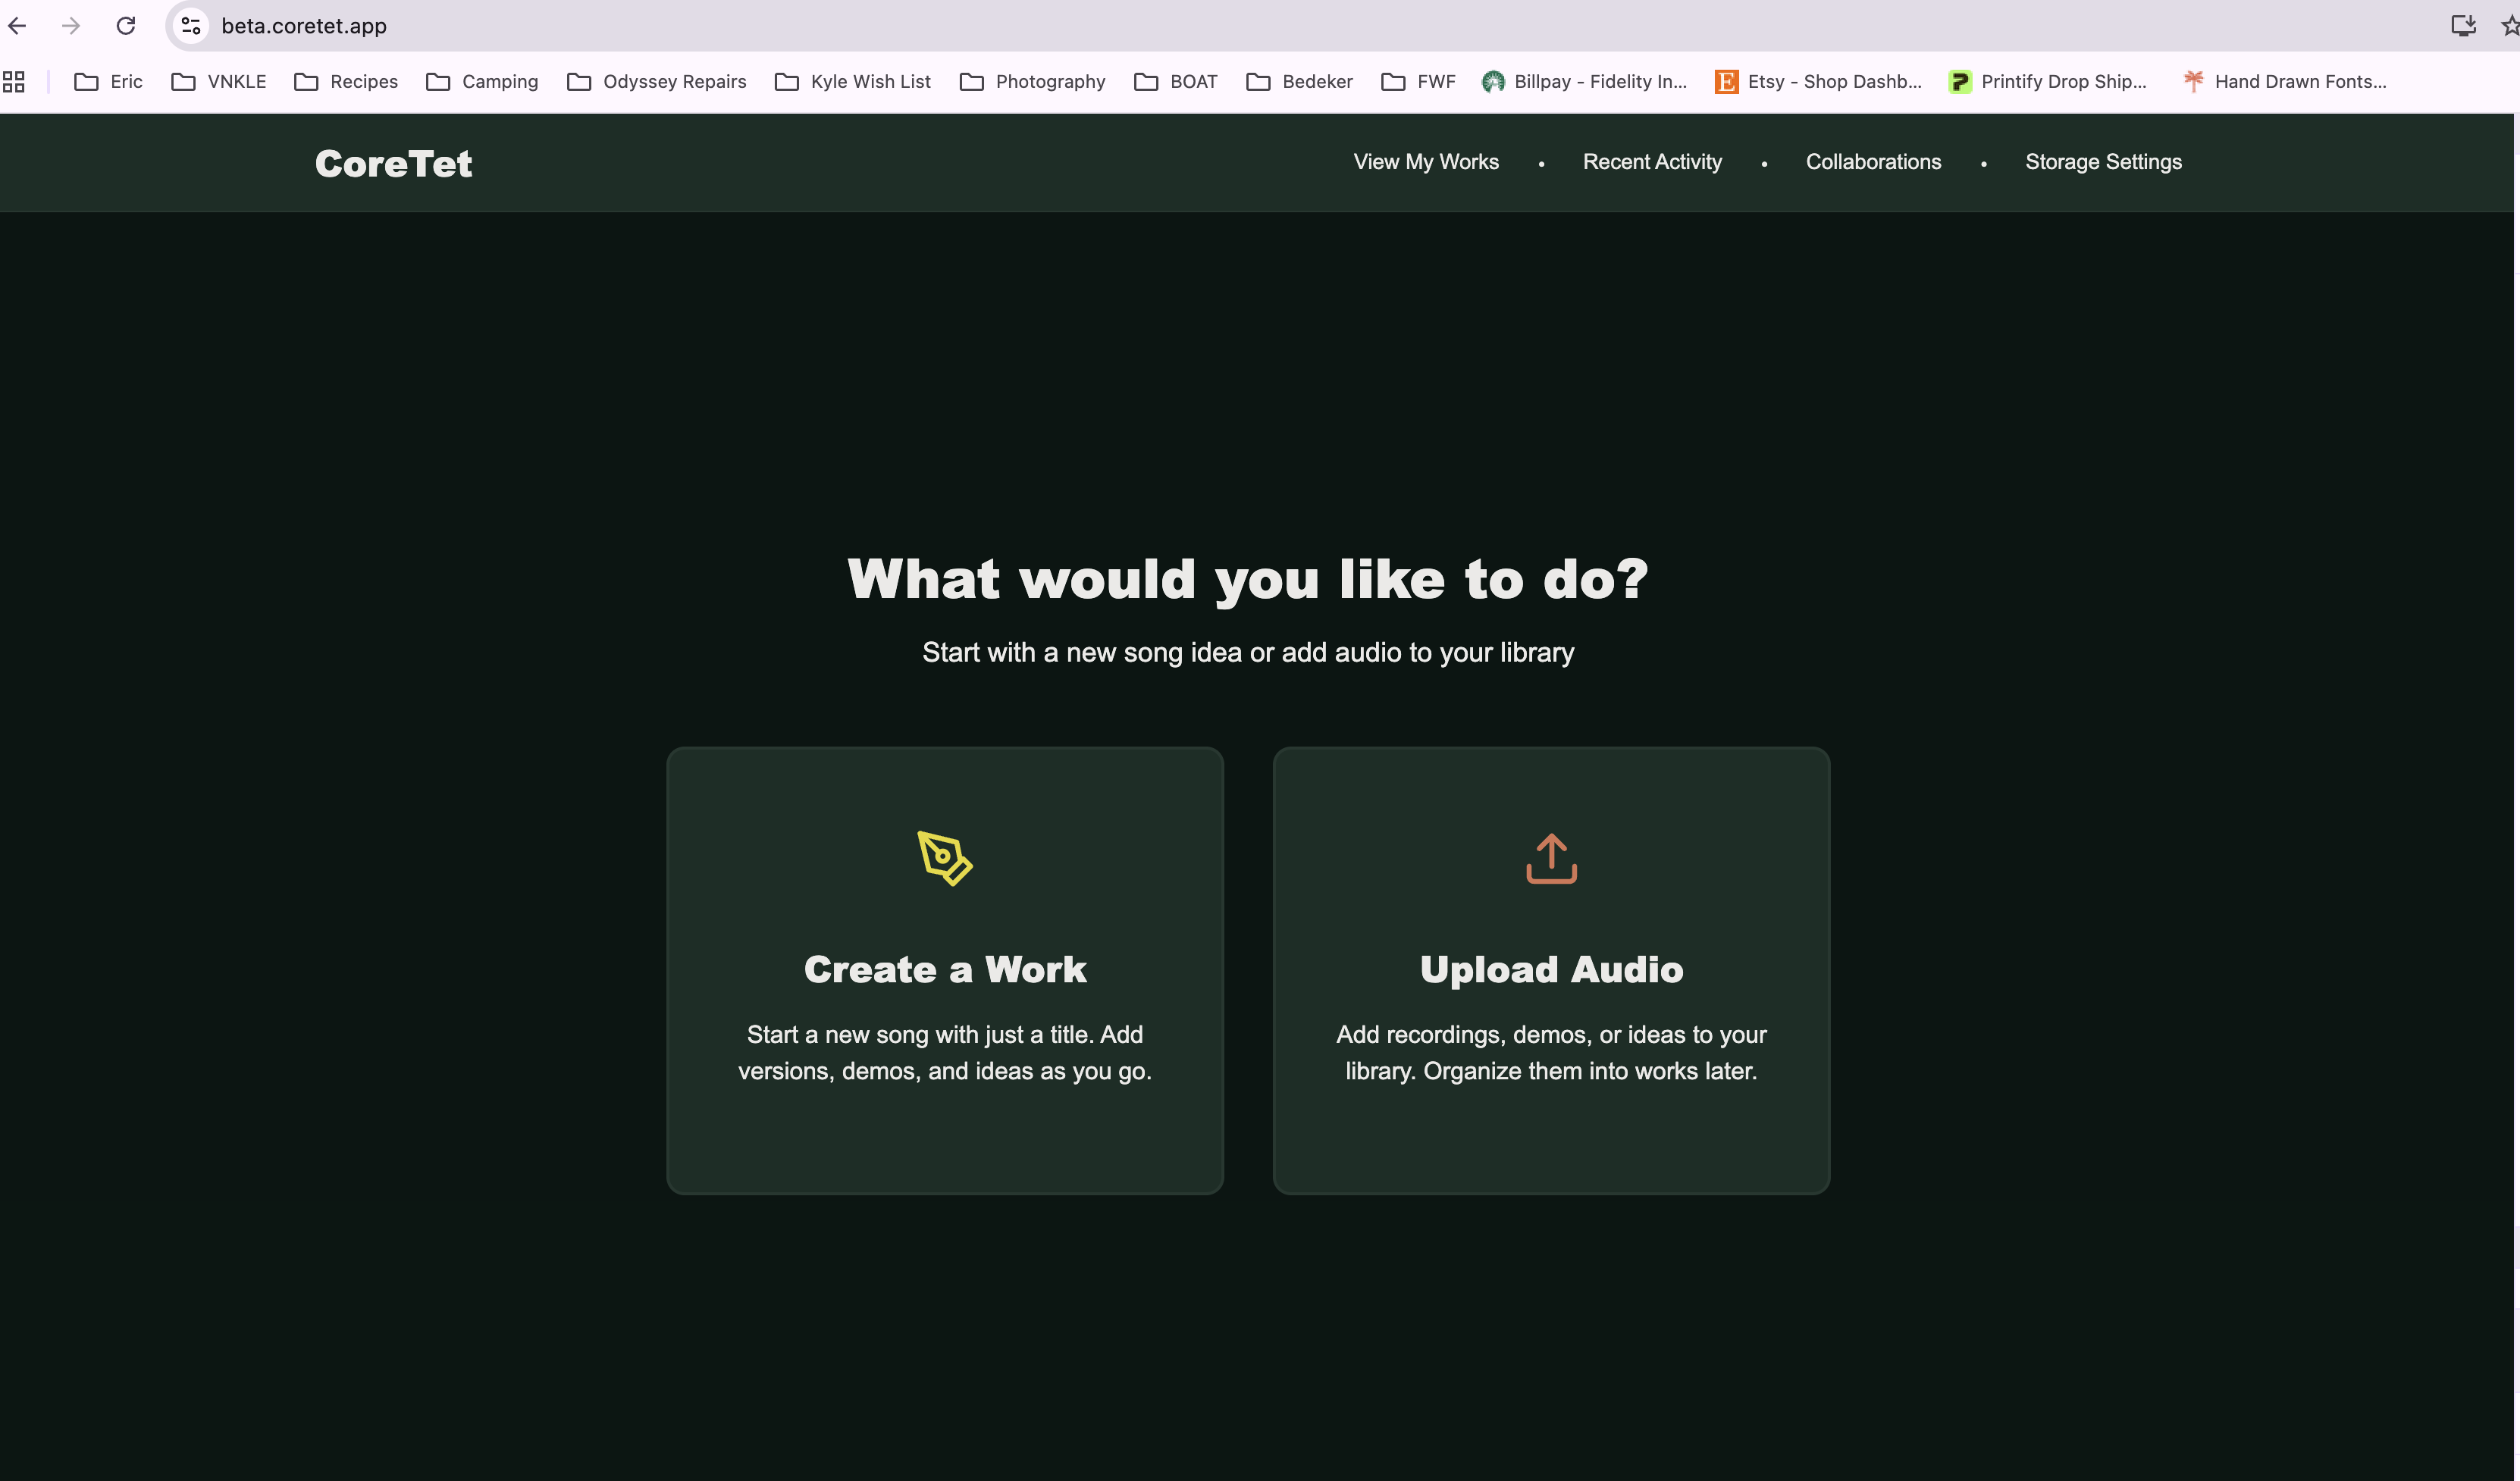 beta.coretet.app
Eric VNKLE Recipes Camping Odyssey Repairs Kyle Wish List Photography BOAT Bedeker FWF Billpay - Fidelity In... Etsy - Shop Dashb... Printify Drop Ship... Hand Drawn Fonts...
CoreTet View My Works • Recent Activity • Collaborations • Storage Settings
What would you like to do?
Start with a new song idea or add audio to your library
Create a Work
Start a new song with just a title. Add
versions, demos, and ideas as you go.
Upload Audio
Add recordings, demos, or ideas to your
library. Organize them into works later.